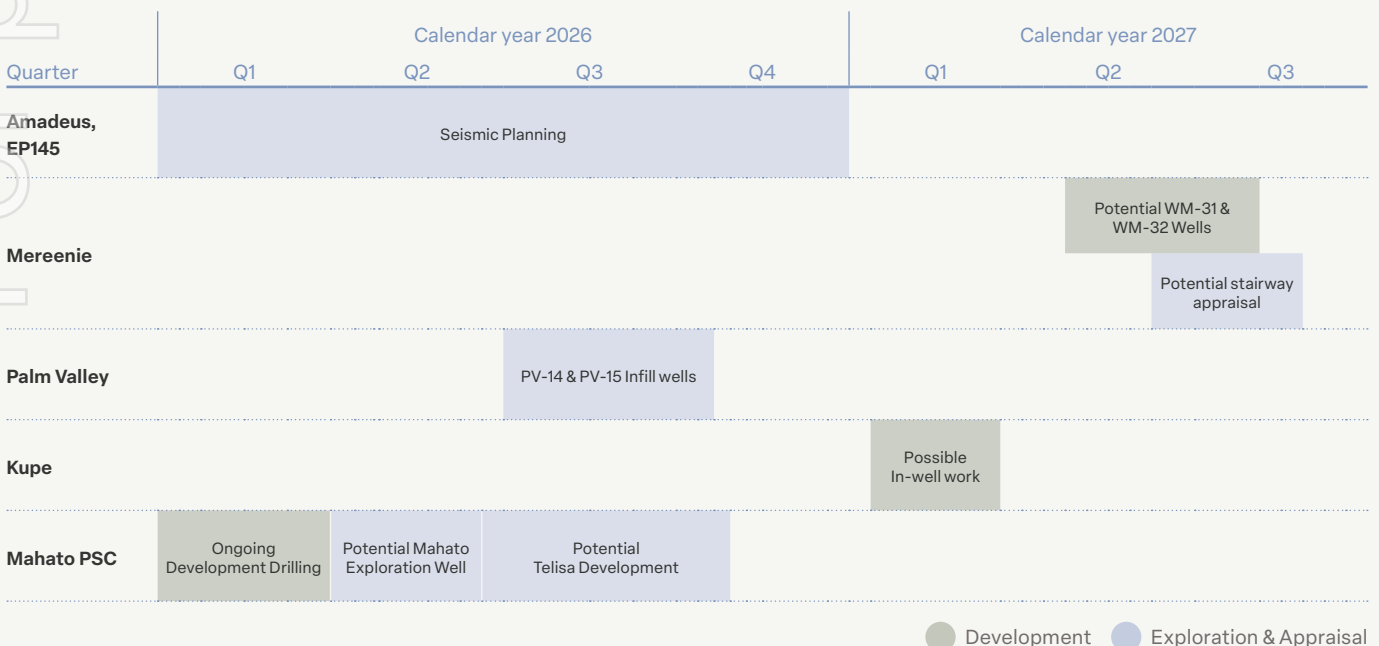 Calendar year 2026 Calendar year 2027
Quarter Q1 Q2 Q3 Q4 Q1 Q2 Q3
Amadeus,
EP145
Seismic Planning
Mereenie
Potential WM-31 &
WM-32 Wells
Potential stairway
appraisal
Palm Valley
PV-14 & PV-15 Infill wells
Kupe
Possible
In-well work
Mahato PSC
Ongoing
Development Drilling
Potential Mahato
Exploration Well
Potential
Telisa Development
Development Exploration & Appraisal